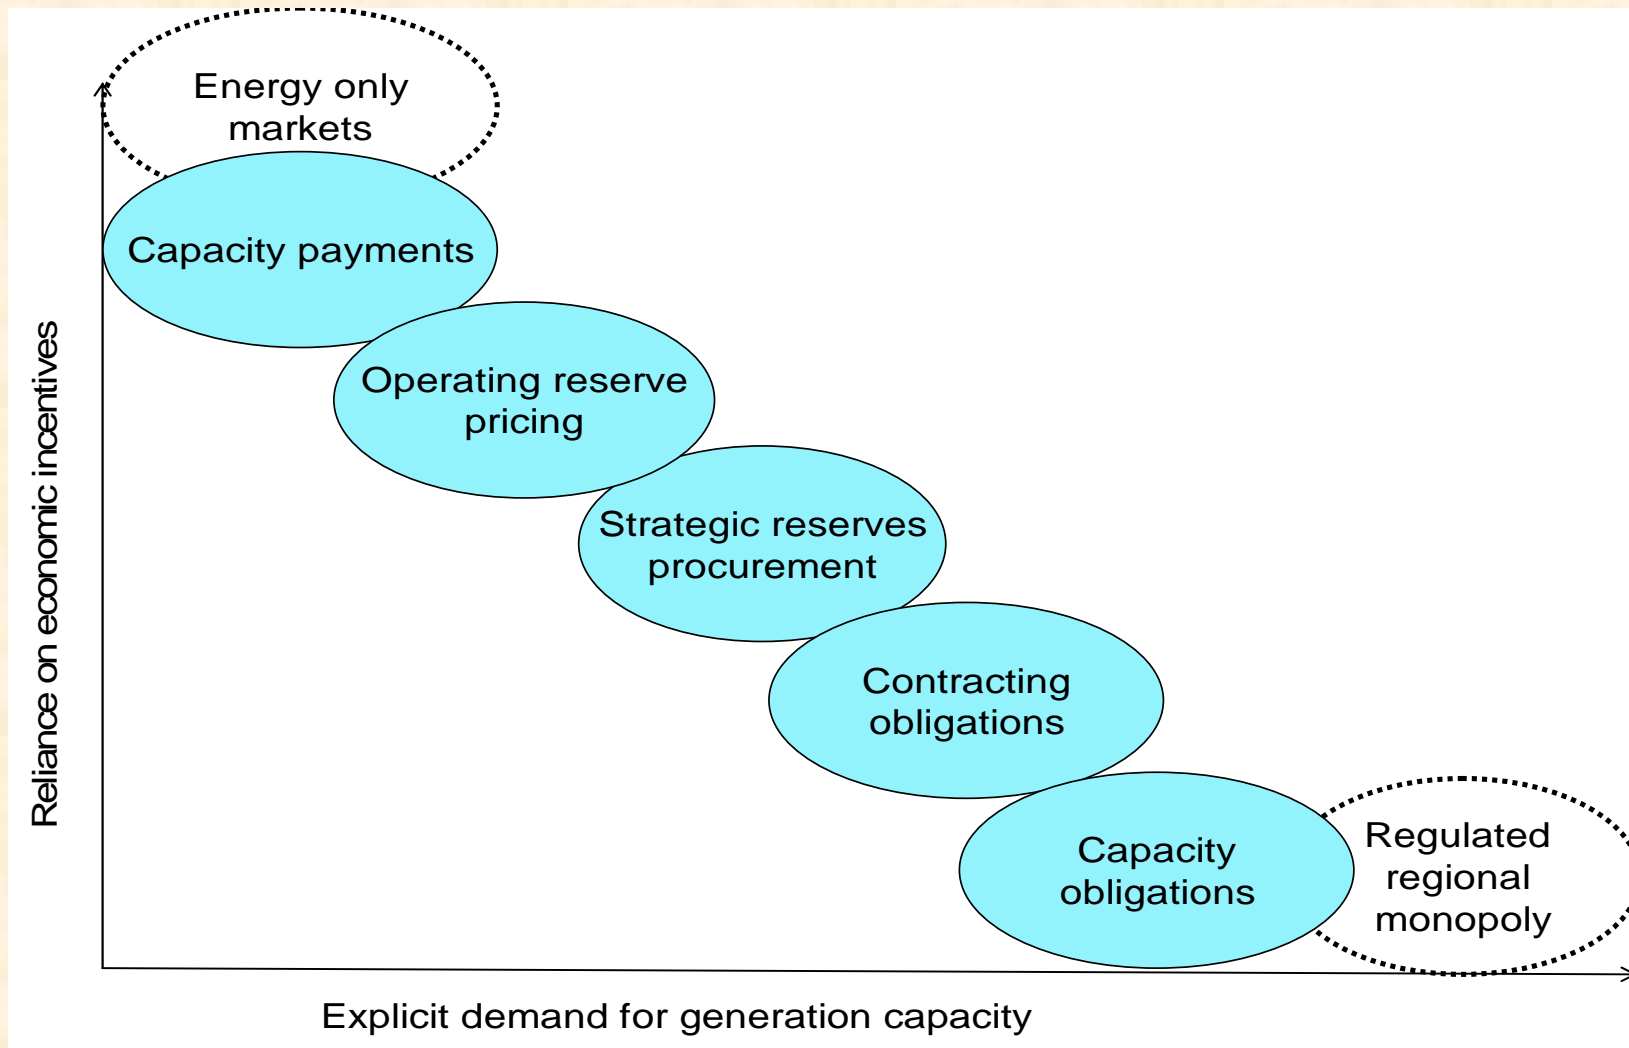 Energy only
markets
Capacity payments
Operating reserve
pricing
Strategic reserves
procurement
Contracting
obligations
Capacity
obligations
Regulated
regional
monopoly
Reliance on economic incentives
Explicit demand for generation capacity